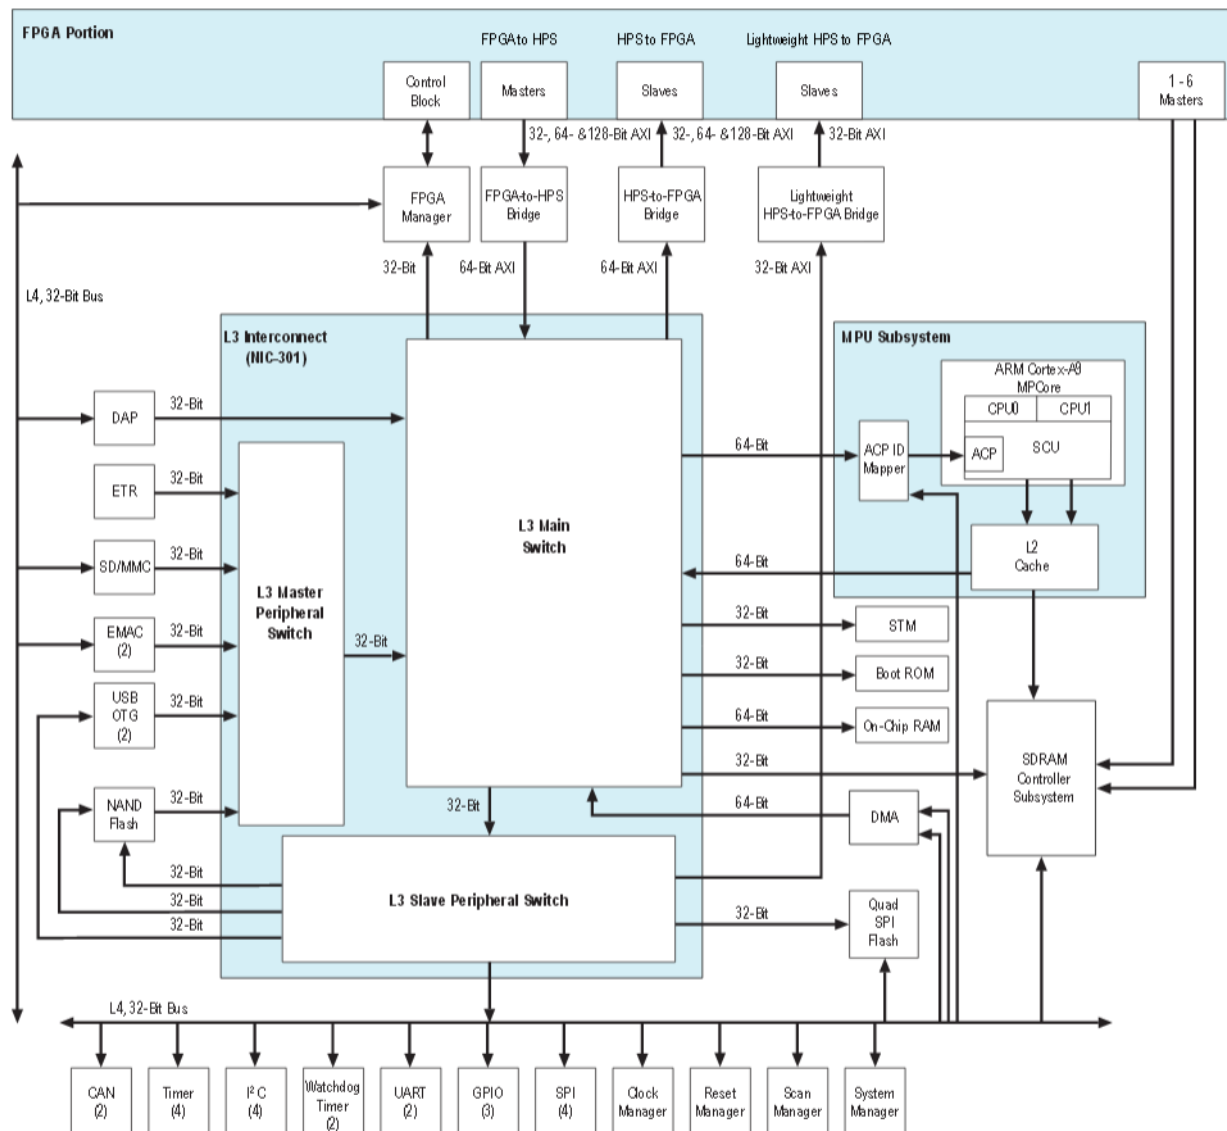 FPGA Portion
FPGA to HPS
HPS to FPGA
Lightweight HPS to FPGA
Control
Block
Masters
Slaves
Slaves
1 - 6
Masters
32-, 64- &128-Bit AXI
32-, 64- &128-Bit AXI
32-Bit AXI
FPGA
Manager
FPGA-to-HPS
Bridge
HPS-to-FPGA
Bridge
Lightweight
HPS-to-FPGA Bridge
32-Bit
64-Bit AXI
64-Bit AXI
32-Bit AXI
L4, 32-Bit Bus
L3 Interconnect
(NIC-301)
MPU Subsystem
ARM Cortex-A9
MPCore
CPU0
CPU1
ACP
SCU
ACP ID
Mapper
L2
Cache
DAP
32-Bit
ETR
32-Bit
SD/MMC
32-Bit
EMAC
(2)
32-Bit
USB
OTG
(2)
32-Bit
NAND
Flash
32-Bit
L3 Master
Peripheral
Switch
32-Bit
L3 Main
Switch
64-Bit
64-Bit
32-Bit
STM
32-Bit
Boot ROM
64-Bit
On-Chip RAM
32-Bit
SDRAM
Controller
Subsystem
64-Bit
DMA
32-Bit
32-Bit
32-Bit
32-Bit
L3 Slave Peripheral Switch
32-Bit
Quad
SPI
Flash
L4, 32-Bit Bus
CAN
(2)
Timer
(4)
I²C
(4)
Watchdog
Timer
(2)
UART
(2)
GPIO
(3)
SPI
(4)
Clock
Manager
Reset
Manager
Scan
Manager
System
Manager